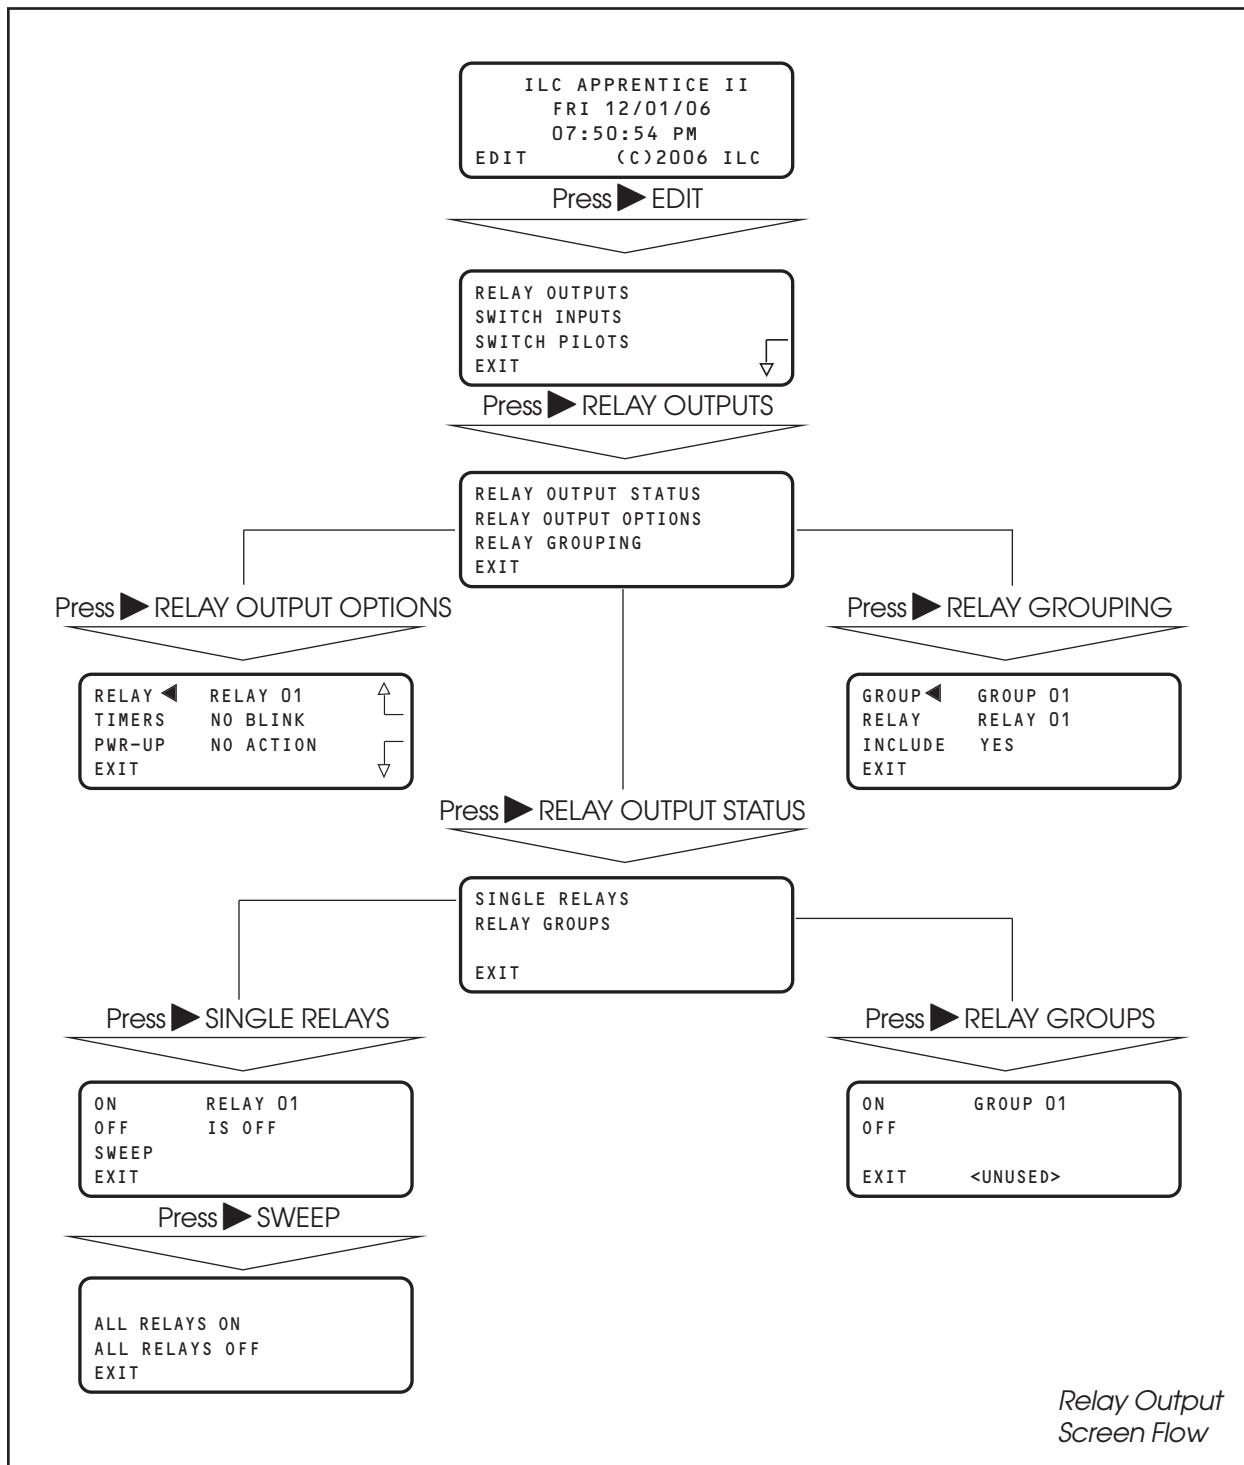 ILC APPRENTICE II
FRI 12/01/06
07:50:54 PM
EDIT (C)2006 ILC
Press ▶ EDIT
RELAY OUTPUTS
SWITCH INPUTS
SWITCH PILOTS
EXIT
Press ▶ RELAY OUTPUTS
RELAY OUTPUT STATUS
RELAY OUTPUT OPTIONS
RELAY GROUPING
EXIT
Press ▶ RELAY OUTPUT OPTIONS
RELAY ◀ RELAY 01
TIMERS NO BLINK
PWR-UP NO ACTION
EXIT
Press ▶ RELAY GROUPING
GROUP ◀ GROUP 01
RELAY RELAY 01
INCLUDE YES
EXIT
Press ▶ RELAY OUTPUT STATUS
SINGLE RELAYS
RELAY GROUPS
EXIT
Press ▶ SINGLE RELAYS
ON RELAY 01
OFF IS OFF
SWEEP
EXIT
Press ▶ SWEEP
ALL RELAYS ON
ALL RELAYS OFF
EXIT
Press ▶ RELAY GROUPS
ON GROUP 01
OFF
EXIT <UNUSED>
Relay Output
Screen Flow